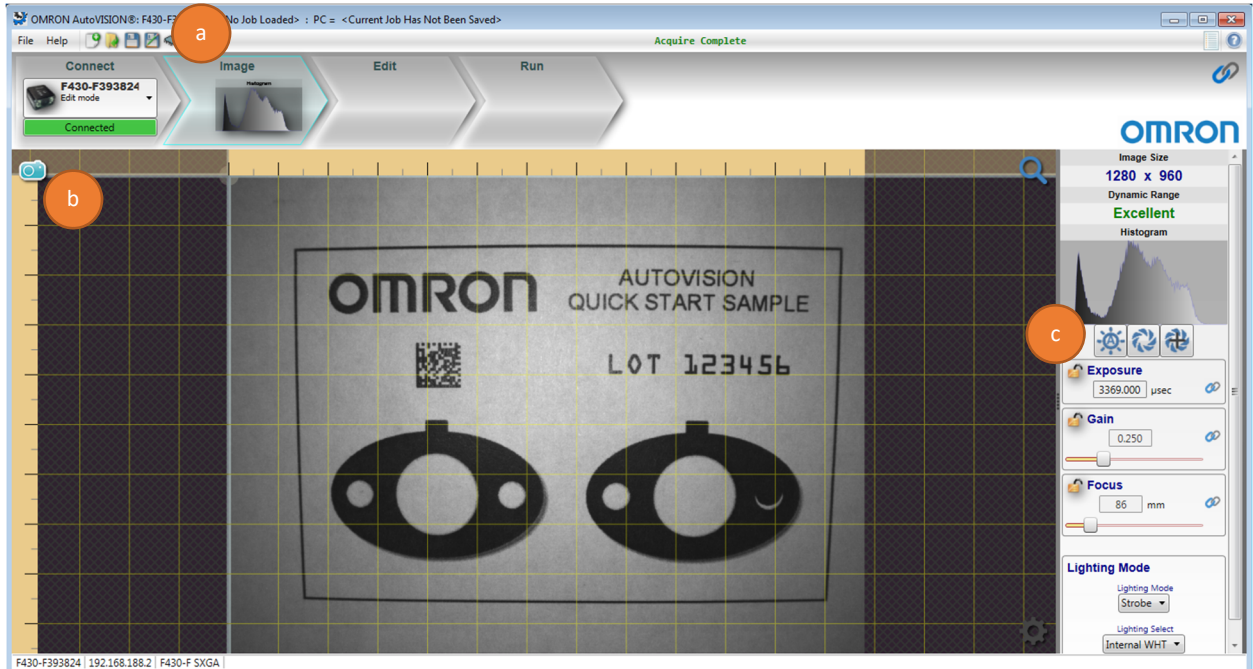 OMRON AutoVISION®: F430-F3 No Job Loaded> : PC = <Current Job Has Not Been Saved>
File Help
a
Acquire Complete
Connect
Image
Edit
Run
F430-F393824
Edit mode
Connected
Histogram
OMRON
b
Image Size
1280 x 960
Dynamic Range
Excellent
Histogram
OMRON
AUTOVISION
QUICK START SAMPLE
LOT 123456
c
Exposure
3369.000 µsec
Gain
0.250
Focus
86 mm
Lighting Mode
Lighting Mode
Strobe
Lighting Select
Internal WHT
F430-F393824 192.168.188.2 F430-F SXGA